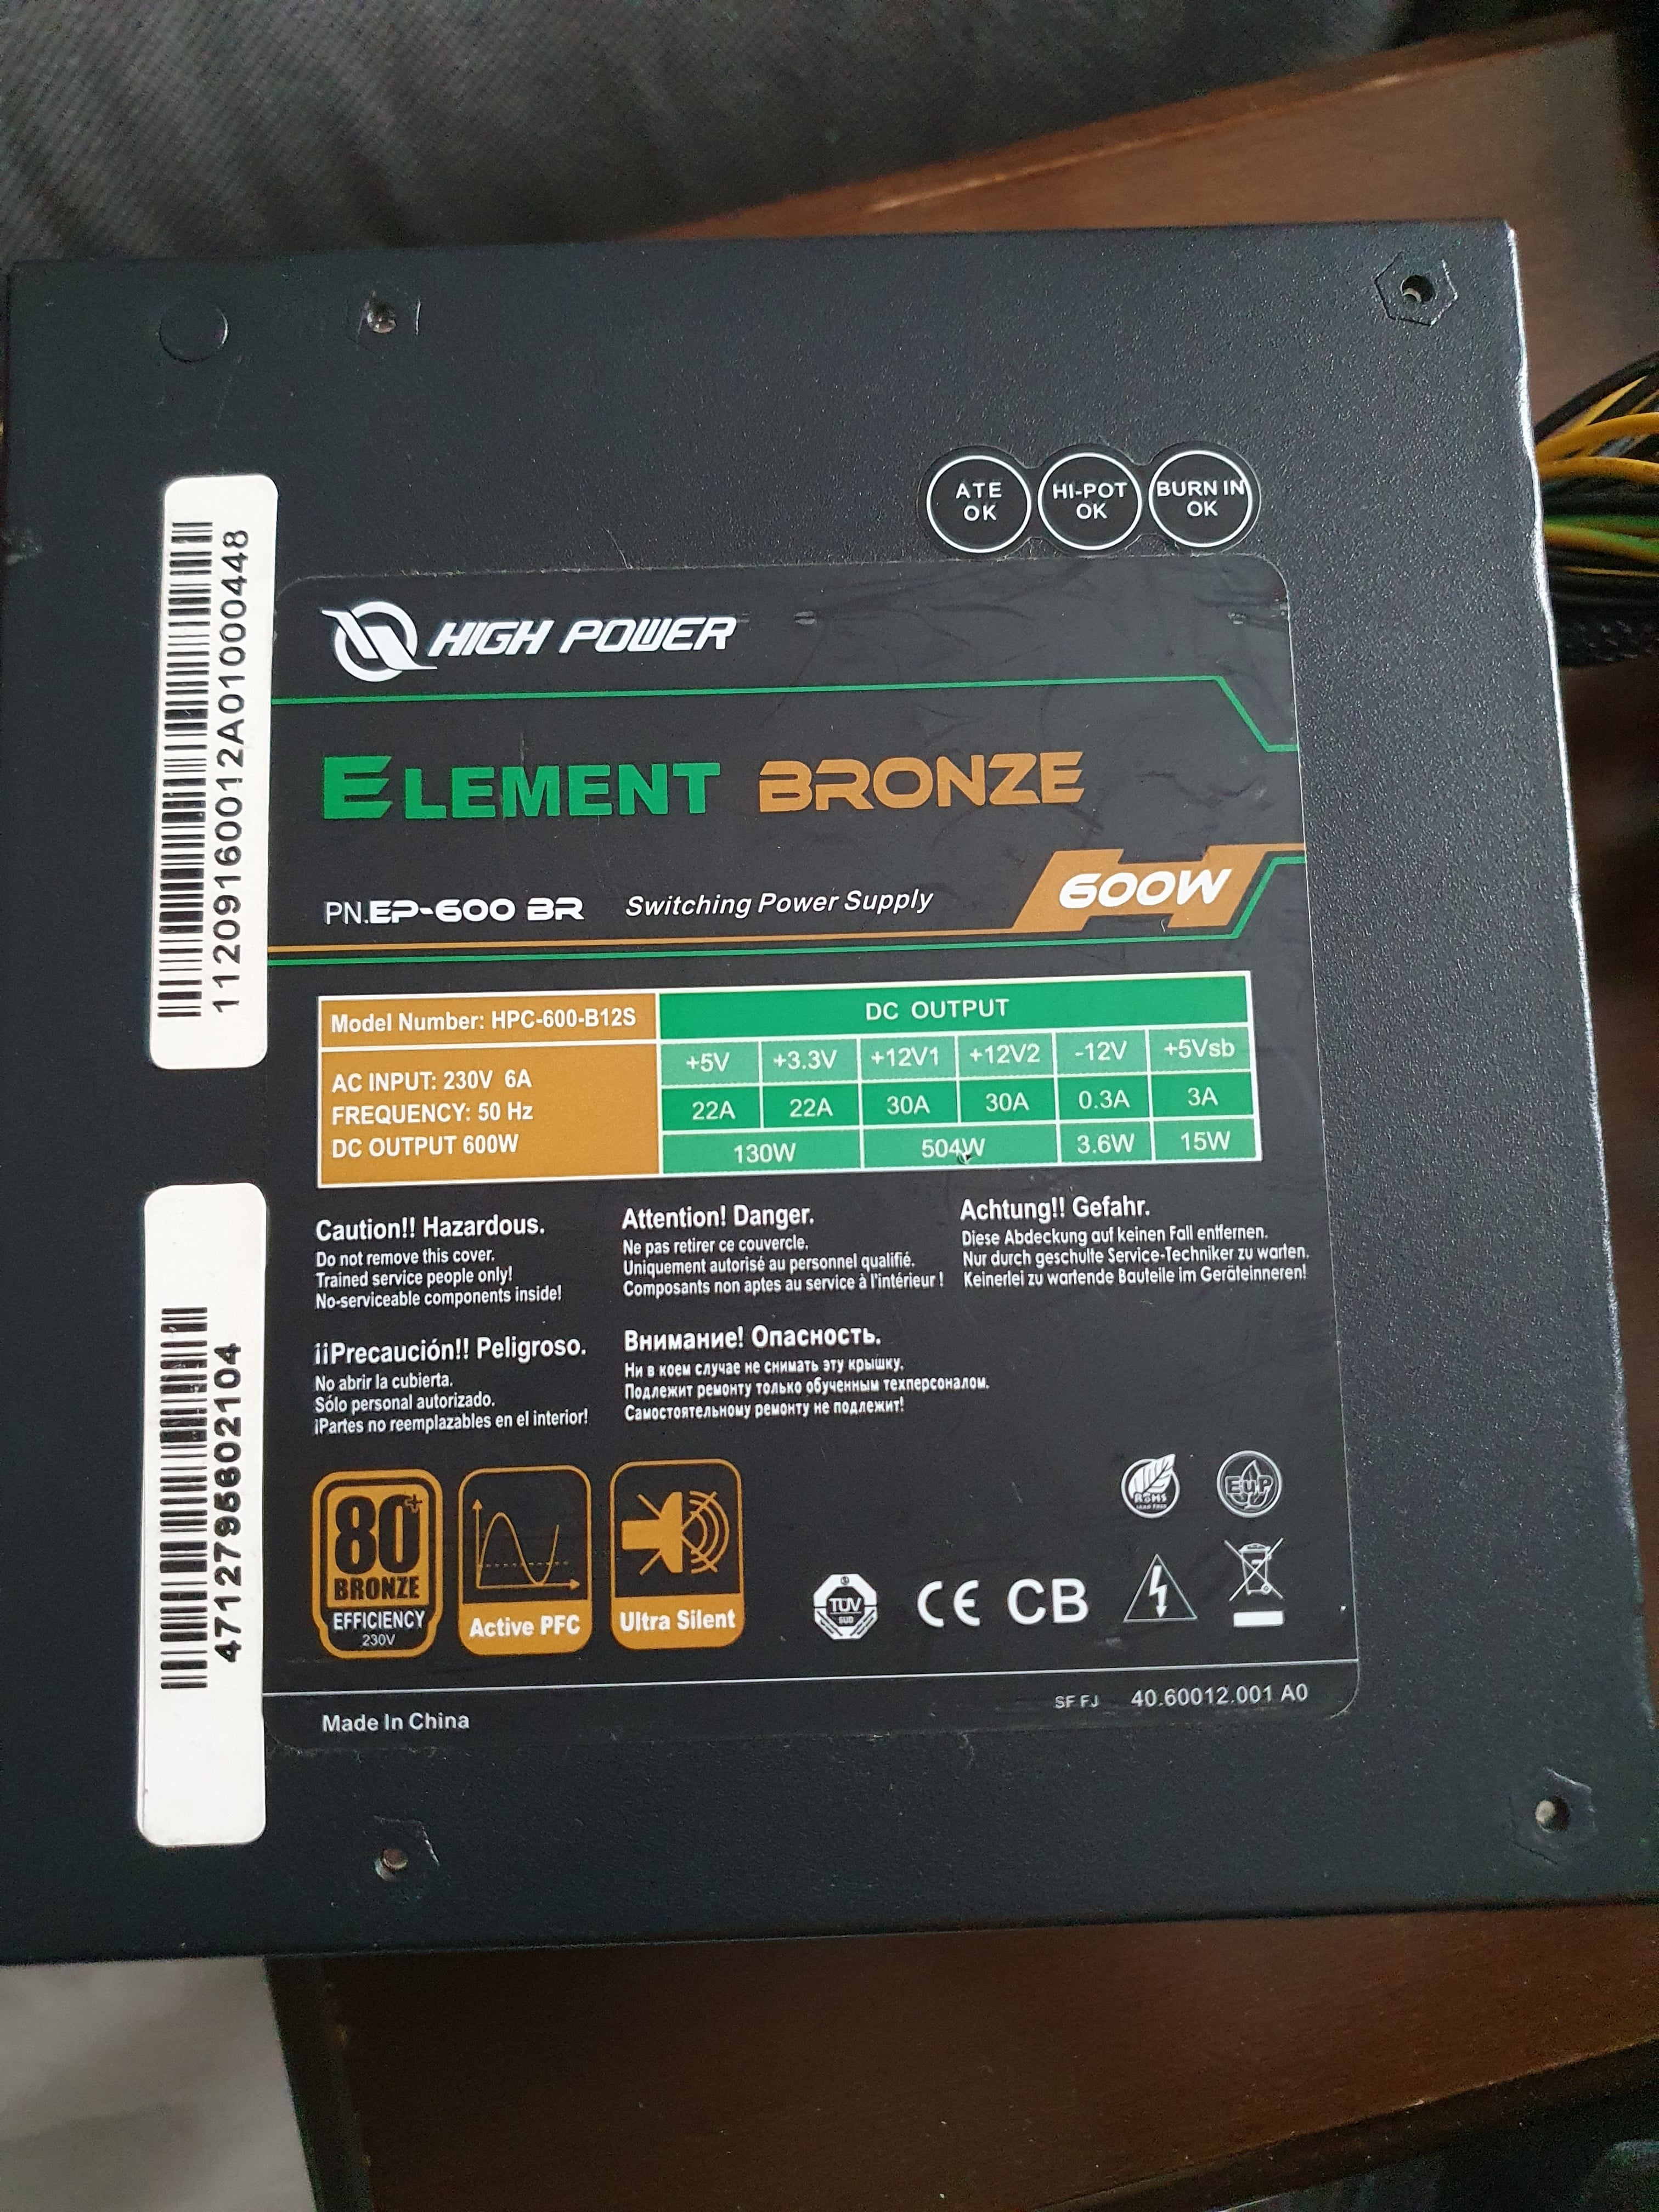 ATE OK
HI-POT OK
BURN IN OK
11209160012A01000448
HIGH POWER
ELEMENT BRONZE
PN.EP-600 BR Switching Power Supply 600W
Model Number: HPC-600-B12S DC OUTPUT
AC INPUT: 230V 6A
FREQUENCY: 50 Hz
DC OUTPUT 600W
+5V +3.3V +12V1 +12V2 -12V +5Vsb
22A 22A 30A 30A 0.3A 3A
130W 504W 3.6W 15W
Caution!! Hazardous.
Do not remove this cover.
Trained service people only!
No-serviceable components inside!
Attention! Danger.
Ne pas retirer ce couvercle.
Uniquement autorisé au personnel qualifié.
Composants non aptes au service à l'intérieur !
Achtung!! Gefahr.
Diese Abdeckung auf keinen Fall entfernen.
Nur durch geschulte Service-Techniker zu warten.
Keinerlei zu wartende Bauteile im Geräteinneren!
¡¡Precaución!! Peligroso.
No abrir la cubierta.
Sólo personal autorizado.
¡Partes no reemplazables en el interior!
Внимание! Опасность.
Ни в коем случае не снимать эту крышку.
Подлежит ремонту только обученным техперсоналом.
Самостоятельному ремонту не подлежит!
4712795602104
80+
BRONZE
EFFICIENCY
230V
Active PFC
Ultra Silent
RoHS
EuP
TÜV
SUD
CE CB
Made In China
SF FJ 40.60012.001 A0